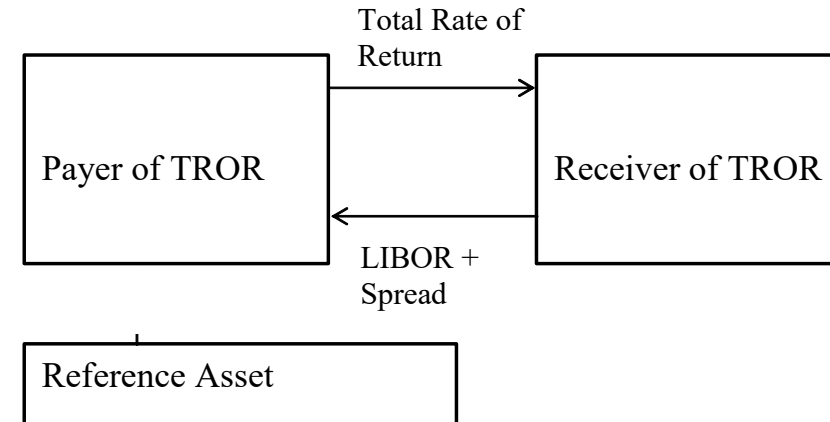 Total Rate of
Return
Payer of TROR
Receiver of TROR
LIBOR +
Spread
Reference Asset